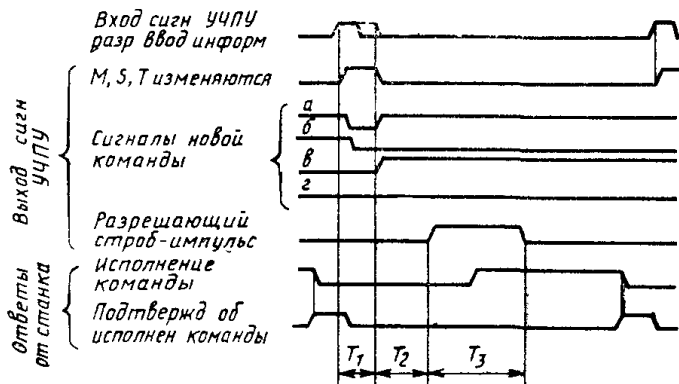 Вход сигн УЧПУ
разр ввод информ
M, S, T изменяются
Выход сигн
УЧПУ
Сигналы новой
команды
а
б
в
г
Разрешающий
строб-импульс
Ответы
от станка
Исполнение
команды
Подтвержд об
исполнен команды
T1
T2
T3